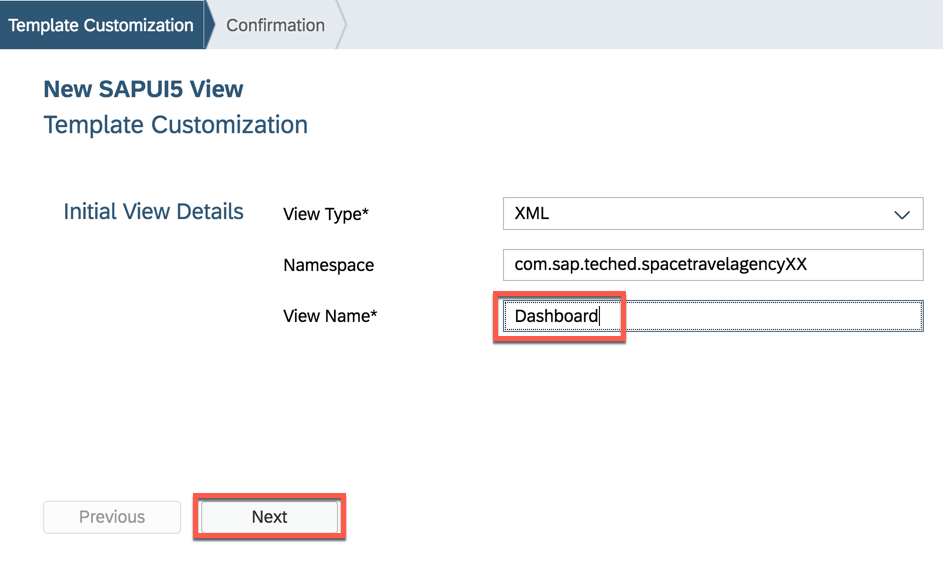 Template Customization
Confirmation
New SAPUI5 View
Template Customization
Initial View Details
View Type*
XML
Namespace
com.sap.teched.spacetravelagencyXX
View Name*
Dashboard
Previous
Next